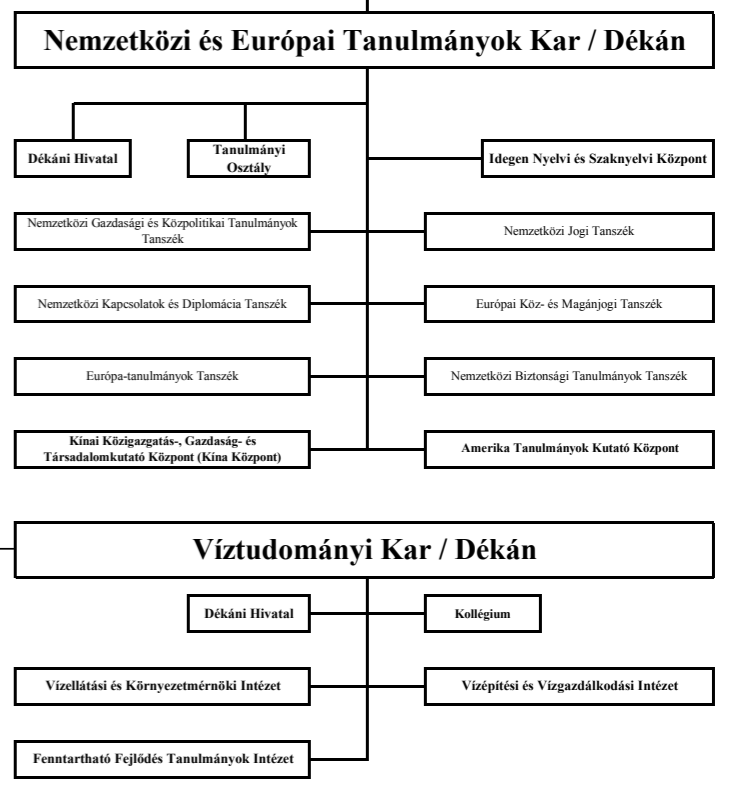 Nemzetközi és Európai Tanulmányok Kar / Dékán
Dékáni Hivatal
Tanulmányi
Osztály
Idegen Nyelvi és Szaknyelvi Központ
Nemzetközi Gazdasági és Közpolitikai Tanulmányok
Tanszék
Nemzetközi Jogi Tanszék
Nemzetközi Kapcsolatok és Diplomácia Tanszék
Európai Köz- és Magánjogi Tanszék
Európa-tanulmányok Tanszék
Nemzetközi Biztonsági Tanulmányok Tanszék
Kínai Közigazgatás-, Gazdaság- és
Társadalomkutató Központ (Kína Központ)
Amerika Tanulmányok Kutató Központ
Víztudományi Kar / Dékán
Dékáni Hivatal
Kollégium
Vízellátási és Környezetmérnöki Intézet
Vízépítési és Vízgazdálkodási Intézet
Fenntartható Fejlődés Tanulmányok Intézet